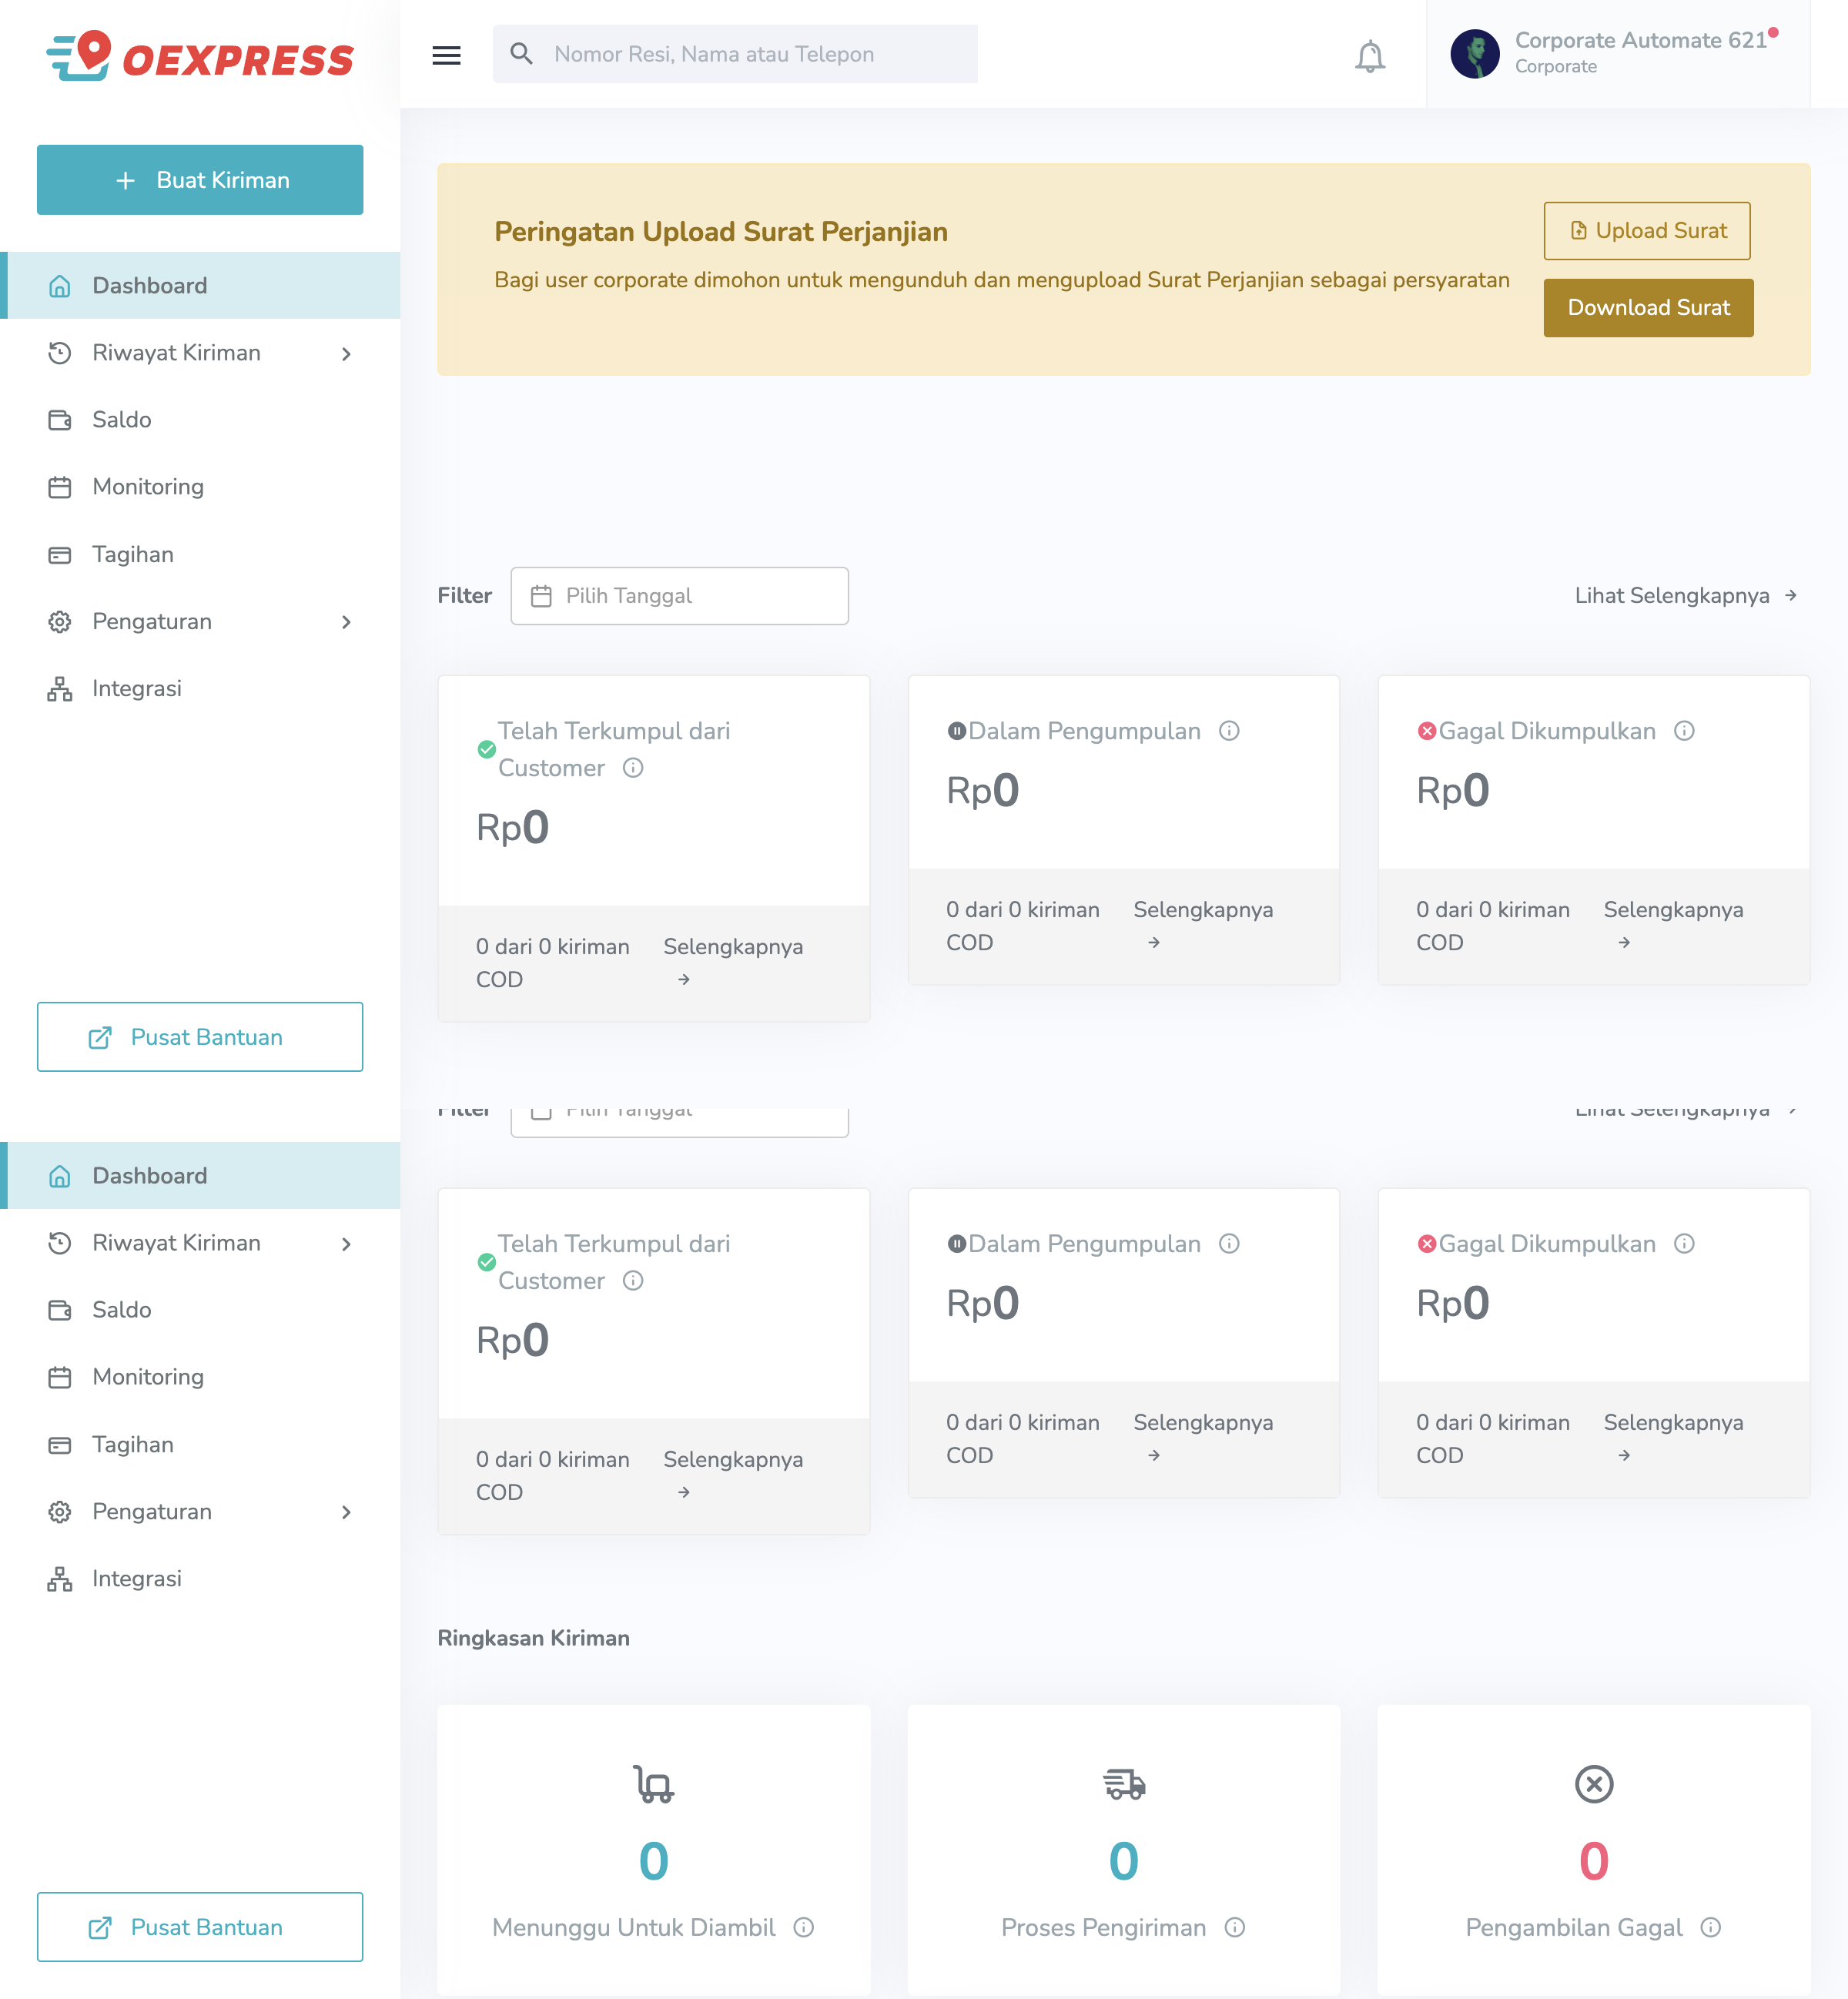 OEXPRESS
Nomor Resi, Nama atau Telepon
Corporate Automate 621
Corporate
Buat Kiriman
Dashboard
Riwayat Kiriman
Saldo
Monitoring
Tagihan
Pengaturan
Integrasi
Pusat Bantuan
Peringatan Upload Surat Perjanjian
Bagi user corporate dimohon untuk mengunduh dan mengupload Surat Perjanjian sebagai persyaratan
Upload Surat
Download Surat
Filter
Pilih Tanggal
Lihat Selengkapnya
Telah Terkumpul dari
Customer
Rp0
0 dari 0 kiriman
COD
Selengkapnya
Dalam Pengumpulan
Rp0
0 dari 0 kiriman
COD
Selengkapnya
Gagal Dikumpulkan
Rp0
0 dari 0 kiriman
COD
Selengkapnya
Filter
Pilih Tanggal
Lihat Selengkapnya
Dashboard
Riwayat Kiriman
Saldo
Monitoring
Tagihan
Pengaturan
Integrasi
Pusat Bantuan
Telah Terkumpul dari
Customer
Rp0
0 dari 0 kiriman
COD
Selengkapnya
Dalam Pengumpulan
Rp0
0 dari 0 kiriman
COD
Selengkapnya
Gagal Dikumpulkan
Rp0
0 dari 0 kiriman
COD
Selengkapnya
Ringkasan Kiriman
0
Menunggu Untuk Diambil
0
Proses Pengiriman
0
Pengambilan Gagal